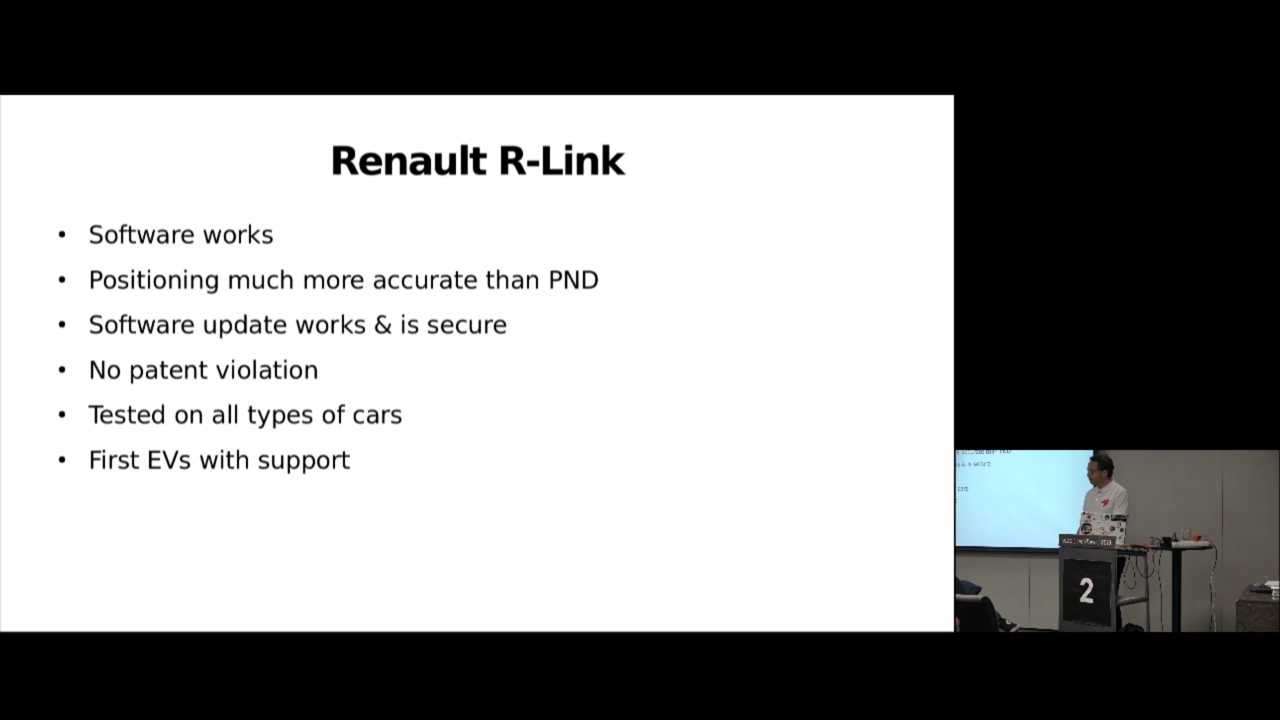 Renault R-Link
• Software works
• Positioning much more accurate than PND
• Software update works & is secure
• No patent violation
• Tested on all types of cars
• First EVs with support
2